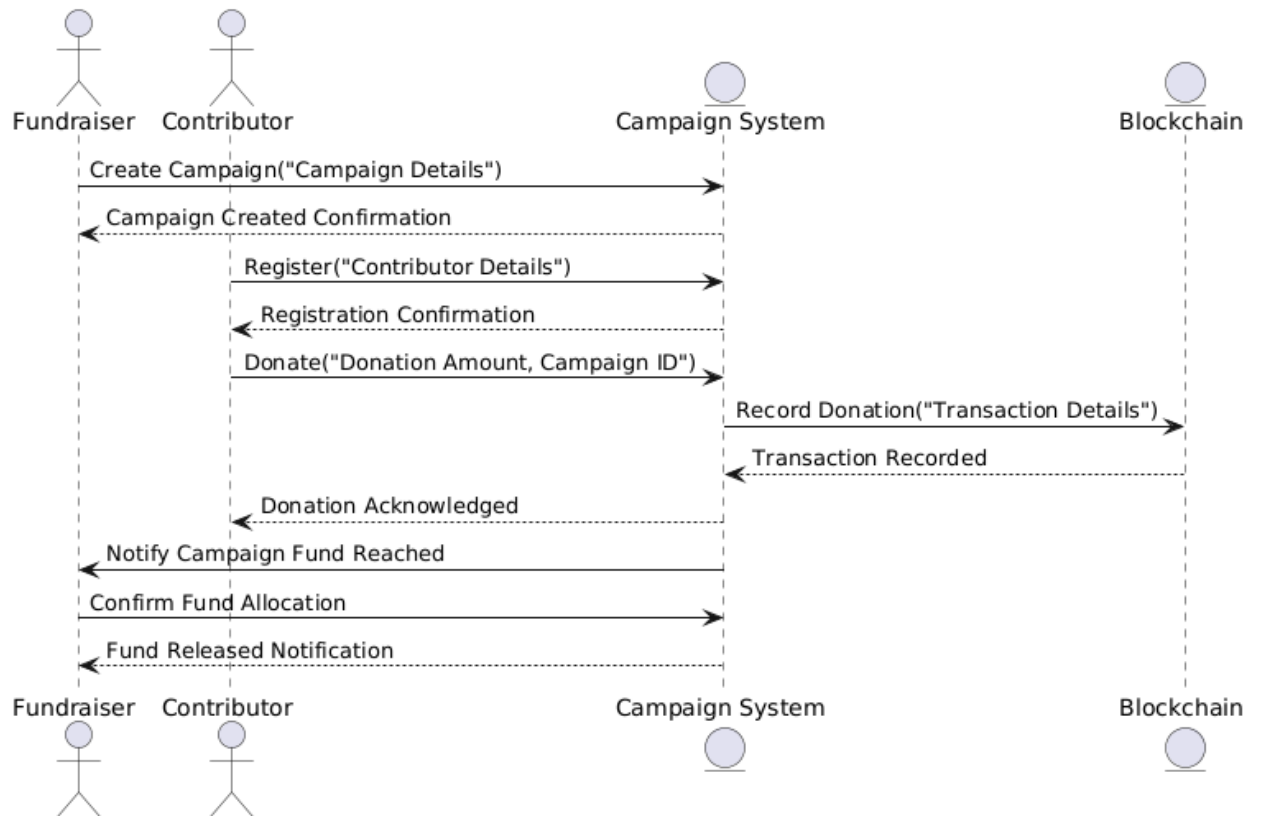 Fundraiser Contributor Campaign System Blockchain
Create Campaign("Campaign Details")
Campaign Created Confirmation
Register("Contributor Details")
Registration Confirmation
Donate("Donation Amount, Campaign ID")
Record Donation("Transaction Details")
Transaction Recorded
Donation Acknowledged
Notify Campaign Fund Reached
Confirm Fund Allocation
Fund Released Notification
Fundraiser Contributor Campaign System Blockchain